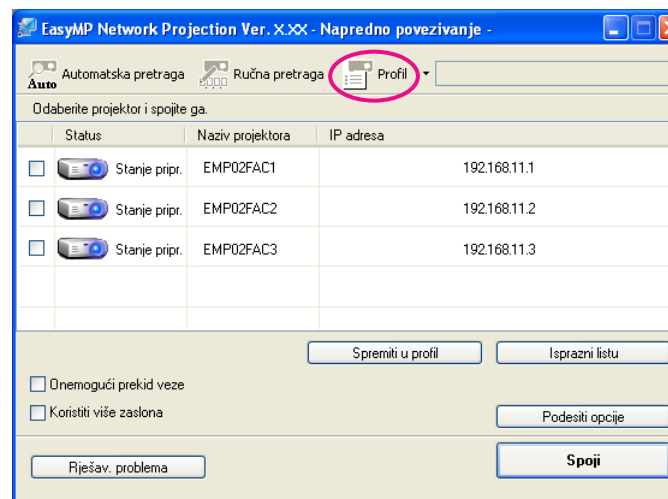 EasyMP Network Projection Ver. X.XX - Napredno povezivanje -
Auto Automatska pretraga Ručna pretraga Profil
Odaberite projektor i spojite ga.
Status Naziv projektora IP adresa
Stanje pripr. EMP02FAC1 192.168.11.1
Stanje pripr. EMP02FAC2 192.168.11.2
Stanje pripr. EMP02FAC3 192.168.11.3
Spremiti u profil Isprazni listu
Onemogući prekid veze
Koristiti više zaslona Podesiti opcije
Rješav. problema Spoji